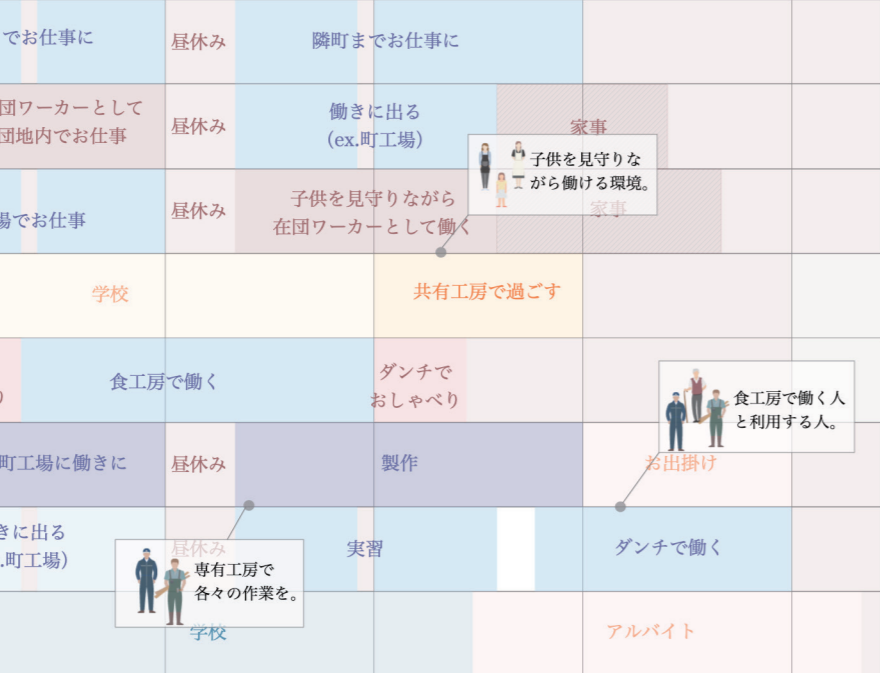 でお仕事に
昼休み
隣町までお仕事に
団ワーカーとして
団地内でお仕事
昼休み
働きに出る
(ex.町工場)
家事
子供を見守りな
がら働ける環境。
場でお仕事
昼休み
子供を見守りながら
在団ワーカーとして働く
家事
学校
共有工房で過ごす
り
食工房で働く
ダンチで
おしゃべり
食工房で働く人
と利用する人。
町工場に働きに
昼休み
製作
お出掛け
きに出る
.町工場)
昼休み
実習
ダンチで働く
専有工房で
各々の作業を。
学校
アルバイト